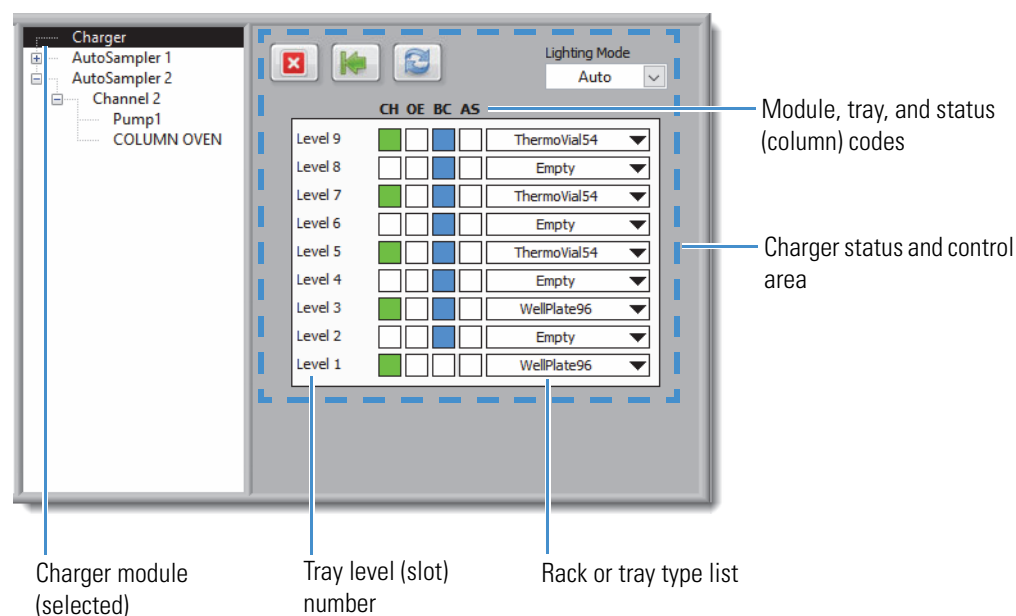 Charger
AutoSampler 1
AutoSampler 2
Channel 2
Pump1
COLUMN OVEN
Lighting Mode
Auto
CH OE BC AS
Level 9 ThermoVial54
Level 8 Empty
Level 7 ThermoVial54
Level 6 Empty
Level 5 ThermoVial54
Level 4 Empty
Level 3 WellPlate96
Level 2 Empty
Level 1 WellPlate96
Module, tray, and status
(column) codes
Charger status and control
area
Charger module
(selected)
Tray level (slot)
number
Rack or tray type list